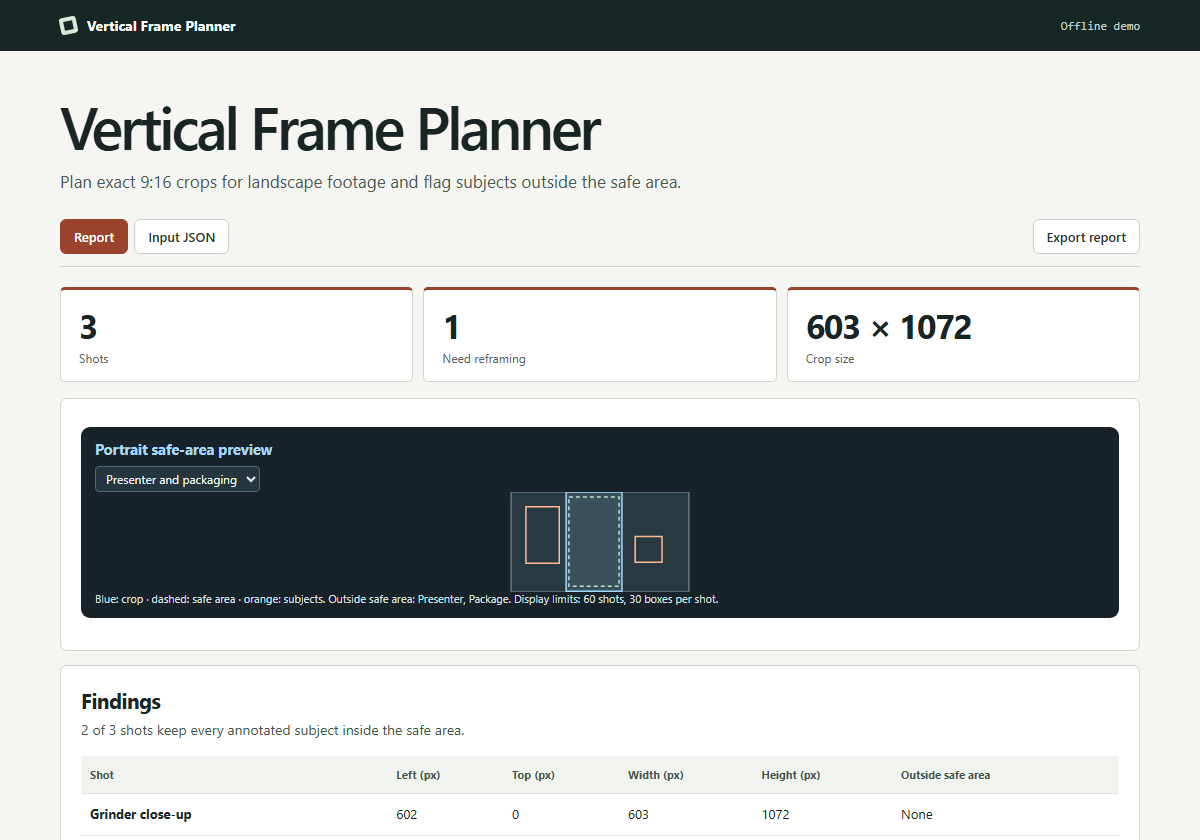 Vertical Frame Planner
Offline demo
Vertical Frame Planner
Plan exact 9:16 crops for landscape footage and flag subjects outside the safe area.
Report
Input JSON
Export report
3
Shots
1
Need reframing
603 × 1072
Crop size
Portrait safe-area preview
Presenter and packaging
Blue: crop · dashed: safe area · orange: subjects. Outside safe area: Presenter, Package. Display limits: 60 shots, 30 boxes per shot.
Findings
2 of 3 shots keep every annotated subject inside the safe area.
Shot Left (px) Top (px) Width (px) Height (px) Outside safe area
Grinder close-up 602 0 603 1072 None